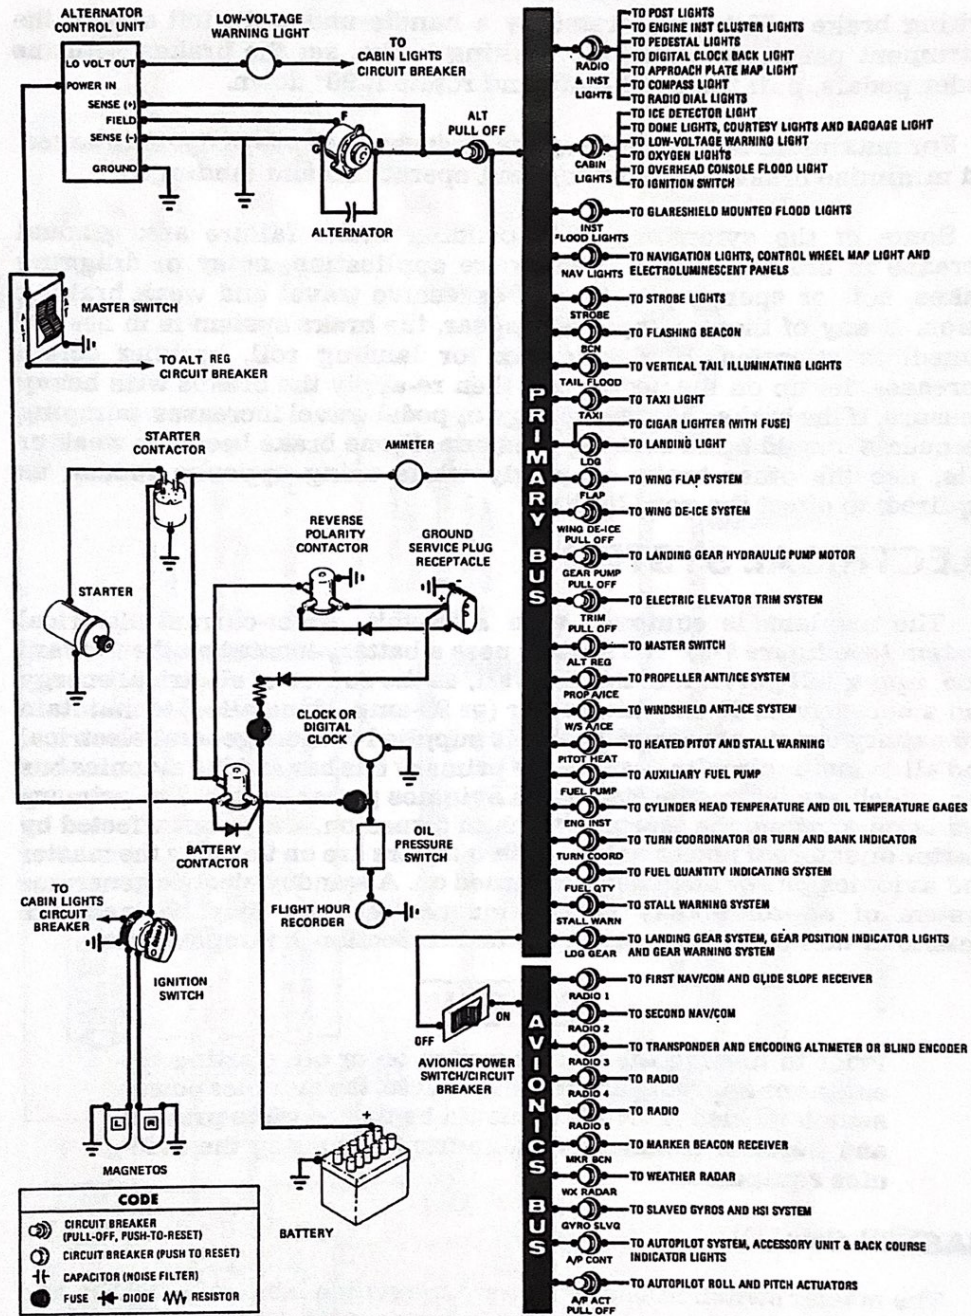 ALTERNATOR
CONTROL UNIT
LO VOLT OUT
POWER IN
SENSE (+)
FIELD
SENSE (-)
GROUND
LOW-VOLTAGE
WARNING LIGHT
TO
CABIN LIGHTS
CIRCUIT BREAKER
F
ALT
PULL OFF
ALTERNATOR
MASTER SWITCH
TO ALT REG
CIRCUIT BREAKER
STARTER
CONTACTOR
AMMETER
REVERSE
POLARITY
CONTACTOR
GROUND
SERVICE PLUG
RECEPTACLE
- +
STARTER
CLOCK OR
DIGITAL
CLOCK
BATTERY
CONTACTOR
OIL
PRESSURE
SWITCH
FLIGHT HOUR
RECORDER
TO
CABIN LIGHTS
CIRCUIT
BREAKER
IGNITION
SWITCH
OFF
ON
AVIONICS POWER
SWITCH/CIRCUIT
BREAKER
L R
MAGNETOS
+
BATTERY
CODE
CIRCUIT BREAKER
(PULL-OFF, PUSH-TO-RESET)
CIRCUIT BREAKER (PUSH TO RESET)
CAPACITOR (NOISE FILTER)
FUSE DIODE RESISTOR
PRIMARY BUS
RADIO
& INST
LIGHTS
TO POST LIGHTS
TO ENGINE INST CLUSTER LIGHTS
TO PEDESTAL LIGHTS
TO DIGITAL CLOCK BACK LIGHT
TO APPROACH PLATE MAP LIGHT
TO COMPASS LIGHT
TO RADIO DIAL LIGHTS
CABIN
LIGHTS
TO ICE DETECTOR LIGHT
TO DOME LIGHTS, COURTESY LIGHTS AND BAGGAGE LIGHT
TO LOW-VOLTAGE WARNING LIGHT
TO OXYGEN LIGHTS
TO OVERHEAD CONSOLE FLOOD LIGHT
TO IGNITION SWITCH
TO GLARESHIELD MOUNTED FLOOD LIGHTS
INST
FLOOD LIGHTS
TO NAVIGATION LIGHTS, CONTROL WHEEL MAP LIGHT AND
ELECTROLUMINESCENT PANELS
NAV LIGHTS
TO STROBE LIGHTS
STROBE
TO FLASHING BEACON
BCN
TO VERTICAL TAIL ILLUMINATING LIGHTS
TAIL FLOOD
TO TAXI LIGHT
TAXI
TO CIGAR LIGHTER (WITH FUSE)
TO LANDING LIGHT
LDG
TO WING FLAP SYSTEM
FLAP
TO WING DE-ICE SYSTEM
WING DE-ICE
PULL OFF
TO LANDING GEAR HYDRAULIC PUMP MOTOR
GEAR PUMP
PULL OFF
TO ELECTRIC ELEVATOR TRIM SYSTEM
TRIM
PULL OFF
TO MASTER SWITCH
ALT REG
TO PROPELLER ANTI-ICE SYSTEM
PROP A/ICE
TO WINDSHIELD ANTI-ICE SYSTEM
W/S A/ICE
TO HEATED PITOT AND STALL WARNING
PITOT HEAT
TO AUXILIARY FUEL PUMP
FUEL PUMP
TO CYLINDER HEAD TEMPERATURE AND OIL TEMPERATURE GAGES
ENG INST
TO TURN COORDINATOR OR TURN AND BANK INDICATOR
TURN COORD
TO FUEL QUANTITY INDICATING SYSTEM
FUEL QTY
TO STALL WARNING SYSTEM
STALL WARN
TO LANDING GEAR SYSTEM, GEAR POSITION INDICATOR LIGHTS
AND GEAR WARNING SYSTEM
LDG GEAR
AVIONICS BUS
TO FIRST NAV/COM AND GLIDE SLOPE RECEIVER
RADIO 1
TO SECOND NAV/COM
RADIO 2
TO TRANSPONDER AND ENCODING ALTIMETER OR BLIND ENCODER
RADIO 3
TO RADIO
RADIO 4
TO RADIO
RADIO 5
TO MARKER BEACON RECEIVER
MKR BCN
TO WEATHER RADAR
WX RADAR
TO SLAVED GYROS AND HSI SYSTEM
GYRO SLVG
TO AUTOPILOT SYSTEM, ACCESSORY UNIT & BACK COURSE
INDICATOR LIGHTS
A/P CONT
TO AUTOPILOT ROLL AND PITCH ACTUATORS
A/P ACT
PULL OFF